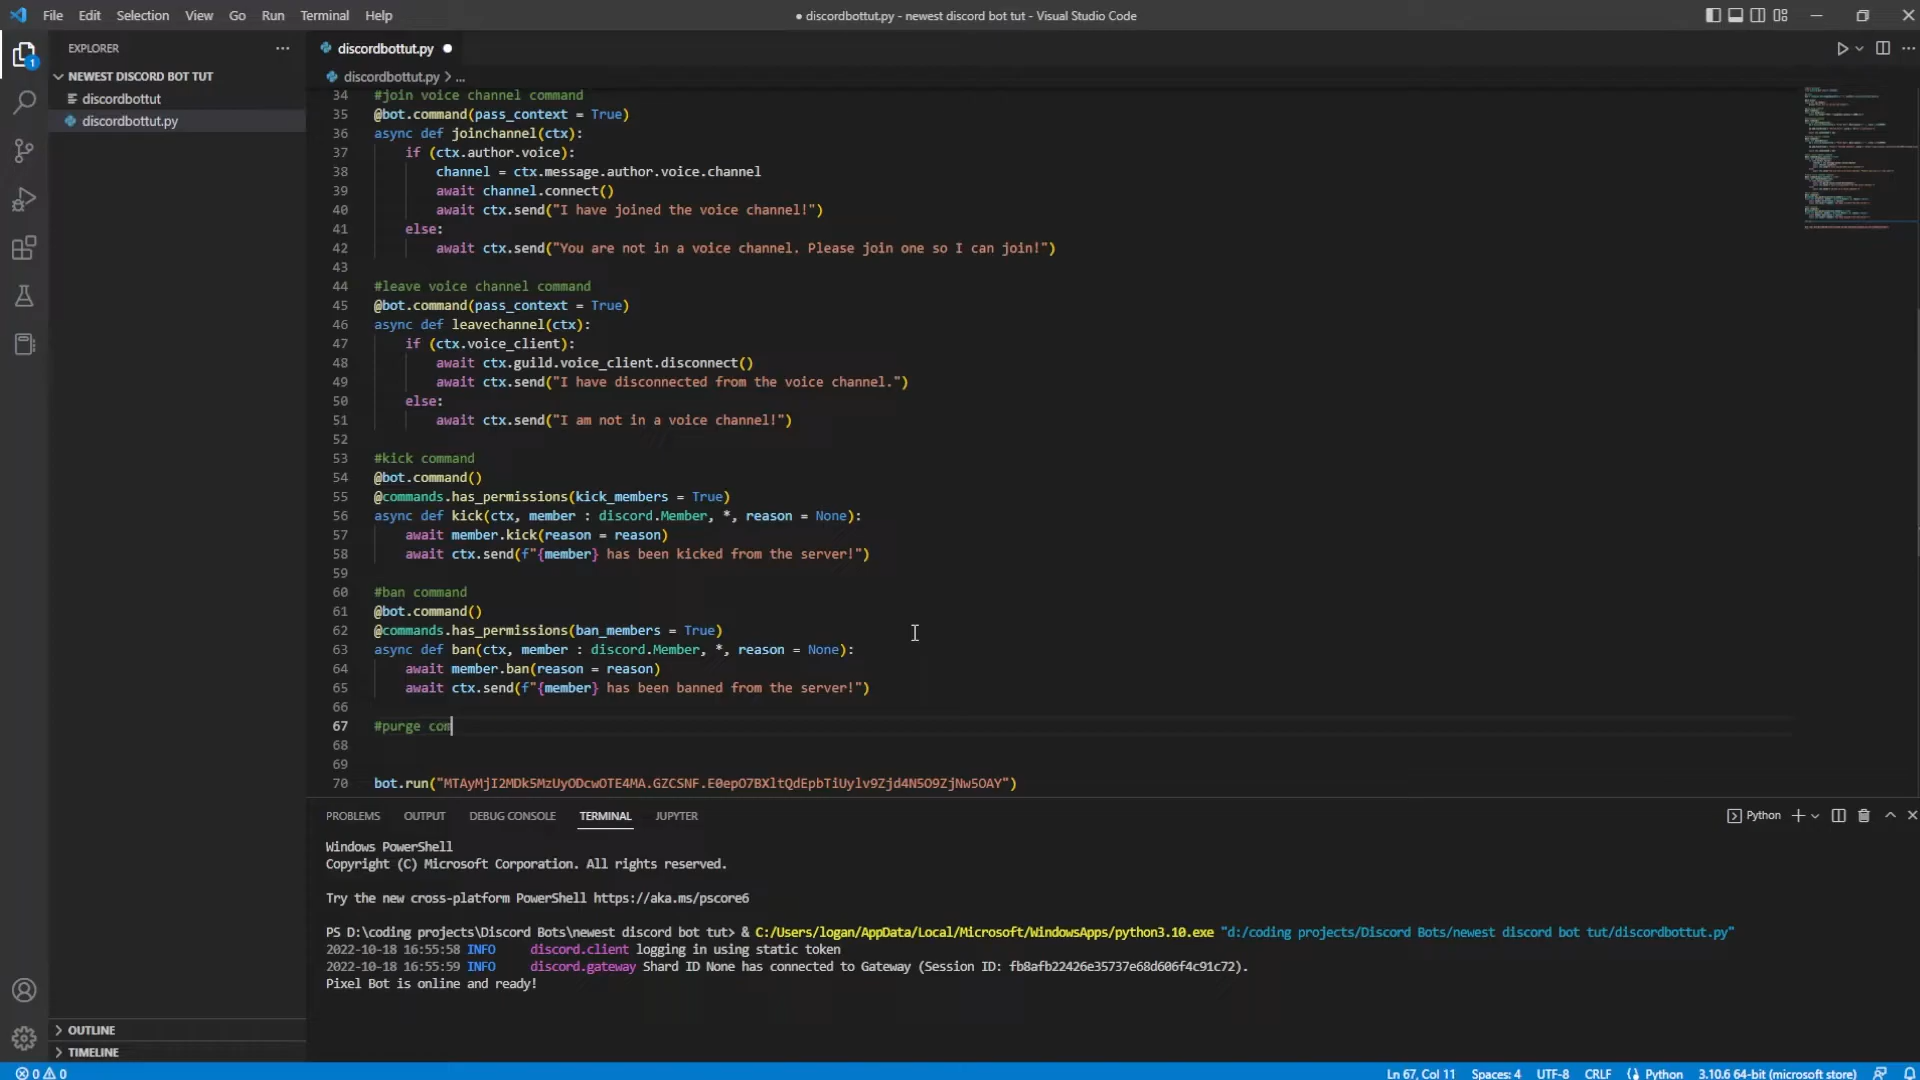 File Edit Selection View Go Run Terminal Help
● discordbottut.py - newest discord bot tut - Visual Studio Code
EXPLORER
NEWEST DISCORD BOT TUT
discordbottut
discordbottut.py
1
discordbottut.py
discordbottut.py > ...
34 #join voice channel command
35 @bot.command(pass_context = True)
36 async def joinchannel(ctx):
37 if (ctx.author.voice):
38 channel = ctx.message.author.voice.channel
39 await channel.connect()
40 await ctx.send("I have joined the voice channel!")
41 else:
42 await ctx.send("You are not in a voice channel. Please join one so I can join!")
43
44 #leave voice channel command
45 @bot.command(pass_context = True)
46 async def leavechannel(ctx):
47 if (ctx.voice_client):
48 await ctx.guild.voice_client.disconnect()
49 await ctx.send("I have disconnected from the voice channel.")
50 else:
51 await ctx.send("I am not in a voice channel!")
52
53 #kick command
54 @bot.command()
55 @commands.has_permissions(kick_members = True)
56 async def kick(ctx, member : discord.Member, *, reason = None):
57 await member.kick(reason = reason)
58 await ctx.send(f"{member} has been kicked from the server!")
59
60 #ban command
61 @bot.command()
62 @commands.has_permissions(ban_members = True)
63 async def ban(ctx, member : discord.Member, *, reason = None):
64 await member.ban(reason = reason)
65 await ctx.send(f"{member} has been banned from the server!")
66
67 #purge com
68
69
70 bot.run("MTAyMjI2MDk5MzUyODcwOTE4MA.GZCSNF.E0epO7BXltQdEpbTiUylv9Zjd4N5O9ZjNw5OAY")
PROBLEMS OUTPUT DEBUG CONSOLE TERMINAL JUPYTER
Python
Windows PowerShell
Copyright (C) Microsoft Corporation. All rights reserved.
Try the new cross-platform PowerShell https://aka.ms/pscore6
PS D:\coding projects\Discord Bots\newest discord bot tut> & C:/Users/logan/AppData/Local/Microsoft/WindowsApps/python3.10.exe "d:/coding projects/Discord Bots/newest discord bot tut/discordbottut.py"
2022-10-18 16:55:58 INFO discord.client logging in using static token
2022-10-18 16:55:59 INFO discord.gateway Shard ID None has connected to Gateway (Session ID: fb8afb22426e35737e68d606f4c91c72).
Pixel Bot is online and ready!
OUTLINE
TIMELINE
0 0
Ln 67, Col 11 Spaces: 4 UTF-8 CRLF Python 3.10.6 64-bit (microsoft store)